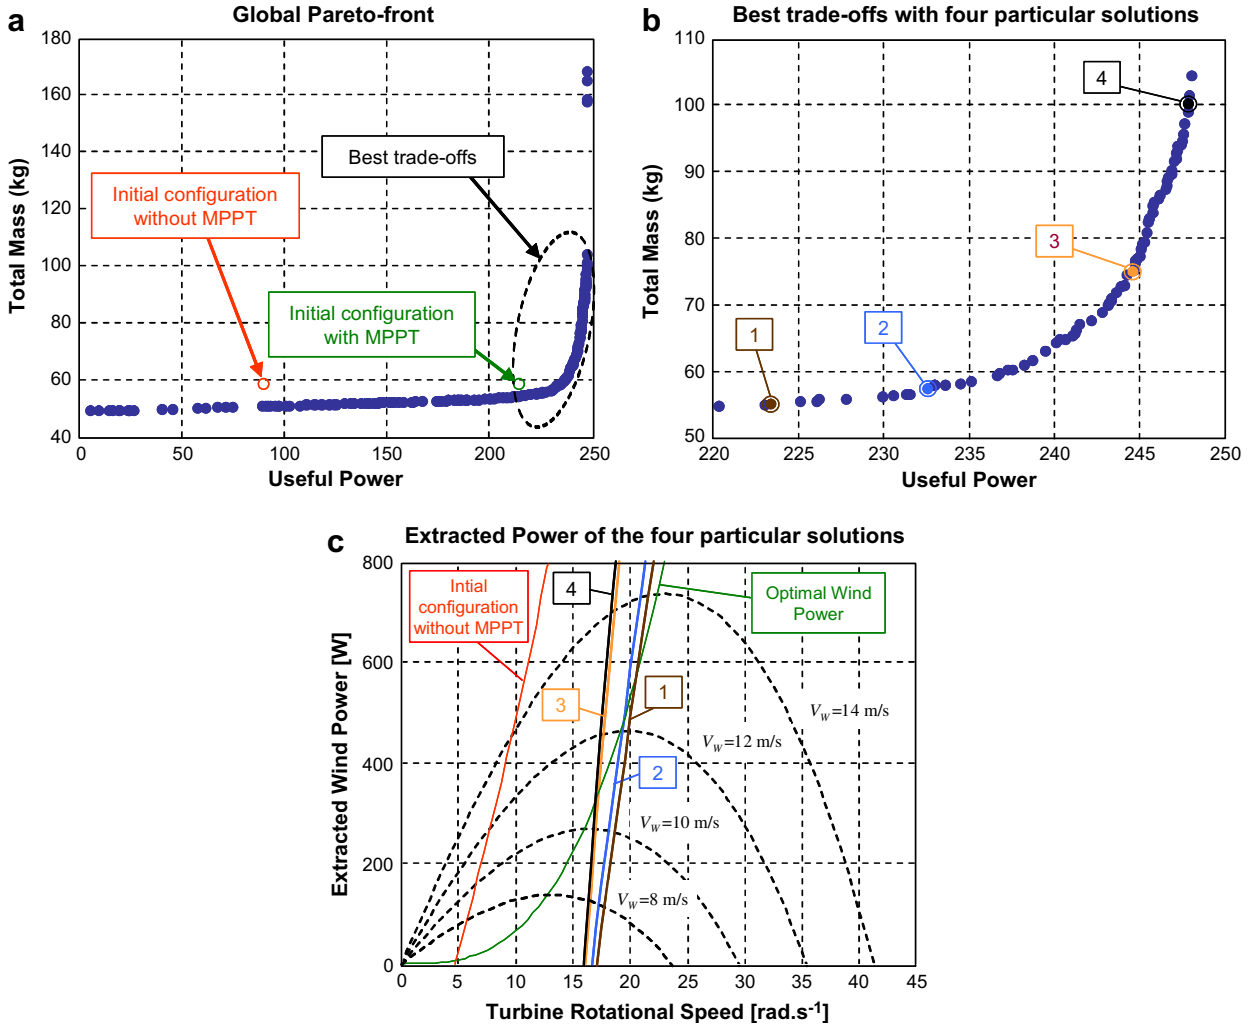 a
Global Pareto-front
180
160
140
120
100
80
60
40
Total Mass (kg)
Best trade-offs
Initial configuration
without MPPT
Initial configuration
with MPPT
0
50
100
150
200
250
Useful Power
b
Best trade-offs with four particular solutions
110
100
90
80
70
60
50
Total Mass (kg)
4
3
2
1
220
225
230
235
240
245
250
Useful Power
c
Extracted Power of the four particular solutions
800
600
400
200
0
Extracted Wind Power [W]
Intial
configuration
without MPPT
4
Optimal Wind
Power
3
1
2
V_W=14 m/s
V_W=12 m/s
V_W=10 m/s
V_W=8 m/s
0
5
10
15
20
25
30
35
40
45
Turbine Rotational Speed [rad.s⁻¹]